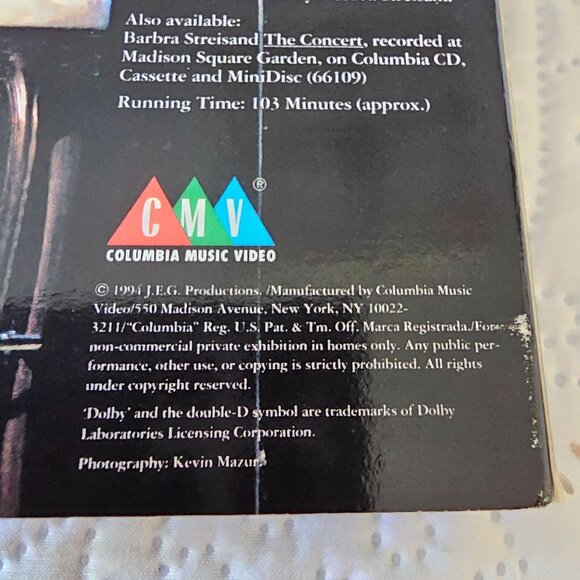 Also available:
Barbra Streisand The Concert, recorded at
Madison Square Garden, on Columbia CD,
Cassette and MiniDisc (66109)
Running Time: 103 Minutes (approx.)
CMV®
COLUMBIA MUSIC VIDEO
© 1994 J.E.G. Productions. /Manufactured by Columbia Music
Video/550 Madison Avenue, New York, NY 10022-
3211/"Columbia" Reg. U.S. Pat. & Tm. Off. Marca Registrada./For
non-commercial private exhibition in homes only. Any public per-
formance, other use, or copying is strictly prohibited. All rights
under copyright reserved.
'Dolby' and the double-D symbol are trademarks of Dolby
Laboratories Licensing Corporation.
Photography: Kevin Mazur